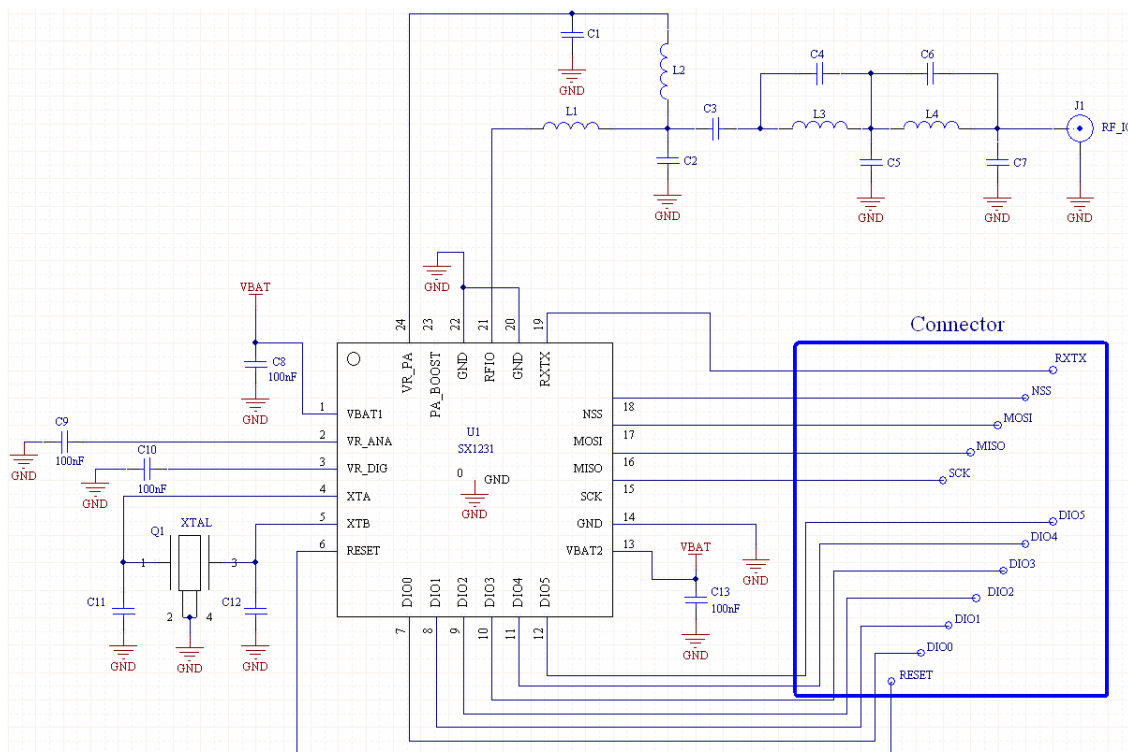 C1
GND
L2
C4
C6
L1
C3
L3
L4
J1
RF_IO
C2
C5
C7
GND
GND
GND
GND
GND
VBAT
24
23
22
21
20
19
Connector
VR_PA
PA_BOOST
GND
RFIO
GND
RXTX
RXTX
C8
100nF
GND
NSS
18
NSS
1
VBAT1
MOSI
C9
2
VR_ANA
U1
SX1231
MOSI
17
MISO
GND
100nF
C10
3
VR_DIG
0
GND
MISO
16
SCK
GND
100nF
4
XTA
GND
SCK
15
Q1
XTAL
5
XTB
GND
14
DIO5
6
RESET
VBAT2
13
VBAT
DIO4
1
3
GND
DIO3
C11
C12
DIO0
DIO1
DIO2
DIO3
DIO4
DIO5
C13
100nF
DIO2
2
4
DIO1
7
8
9
10
11
12
GND
GND
GND
GND
DIO0
RESET